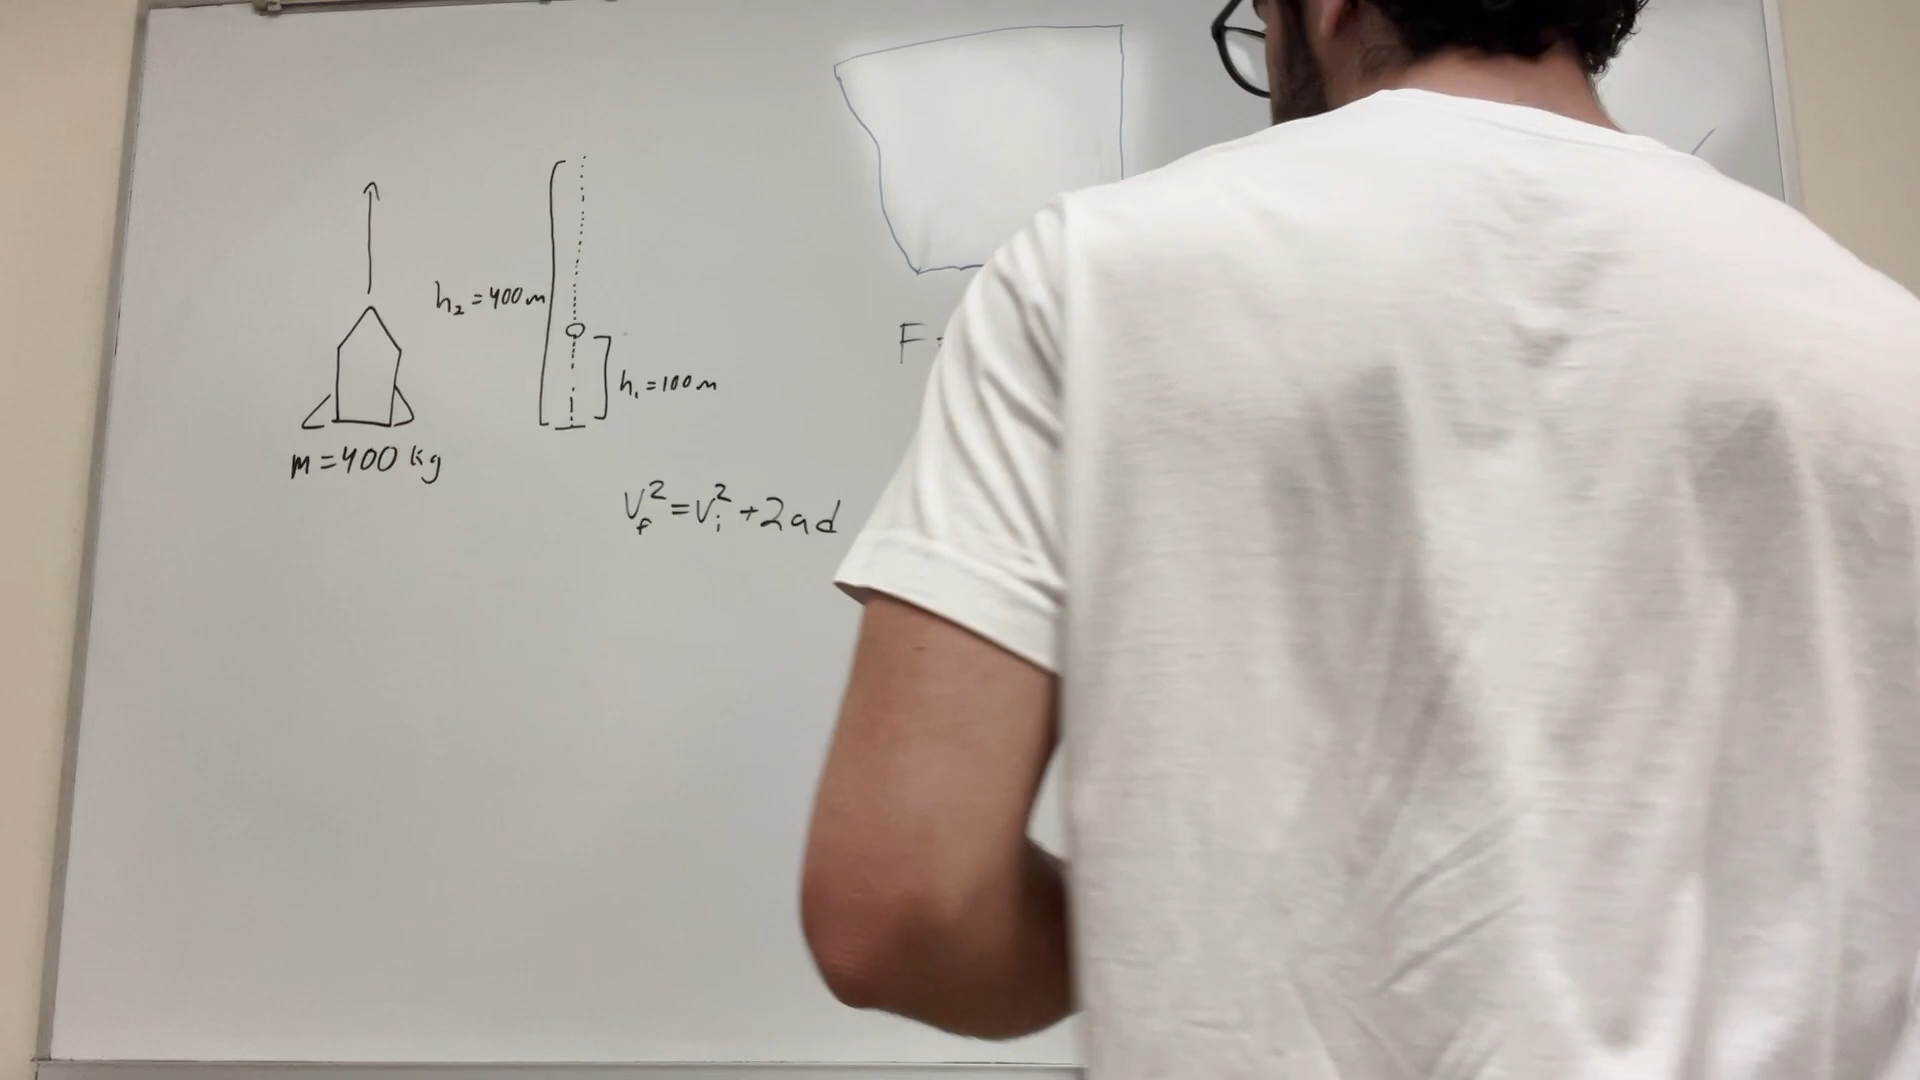 h₂ = 400 m
h₁ = 100 m
m = 400 kg
V_f² = V_i² + 2ad
F =